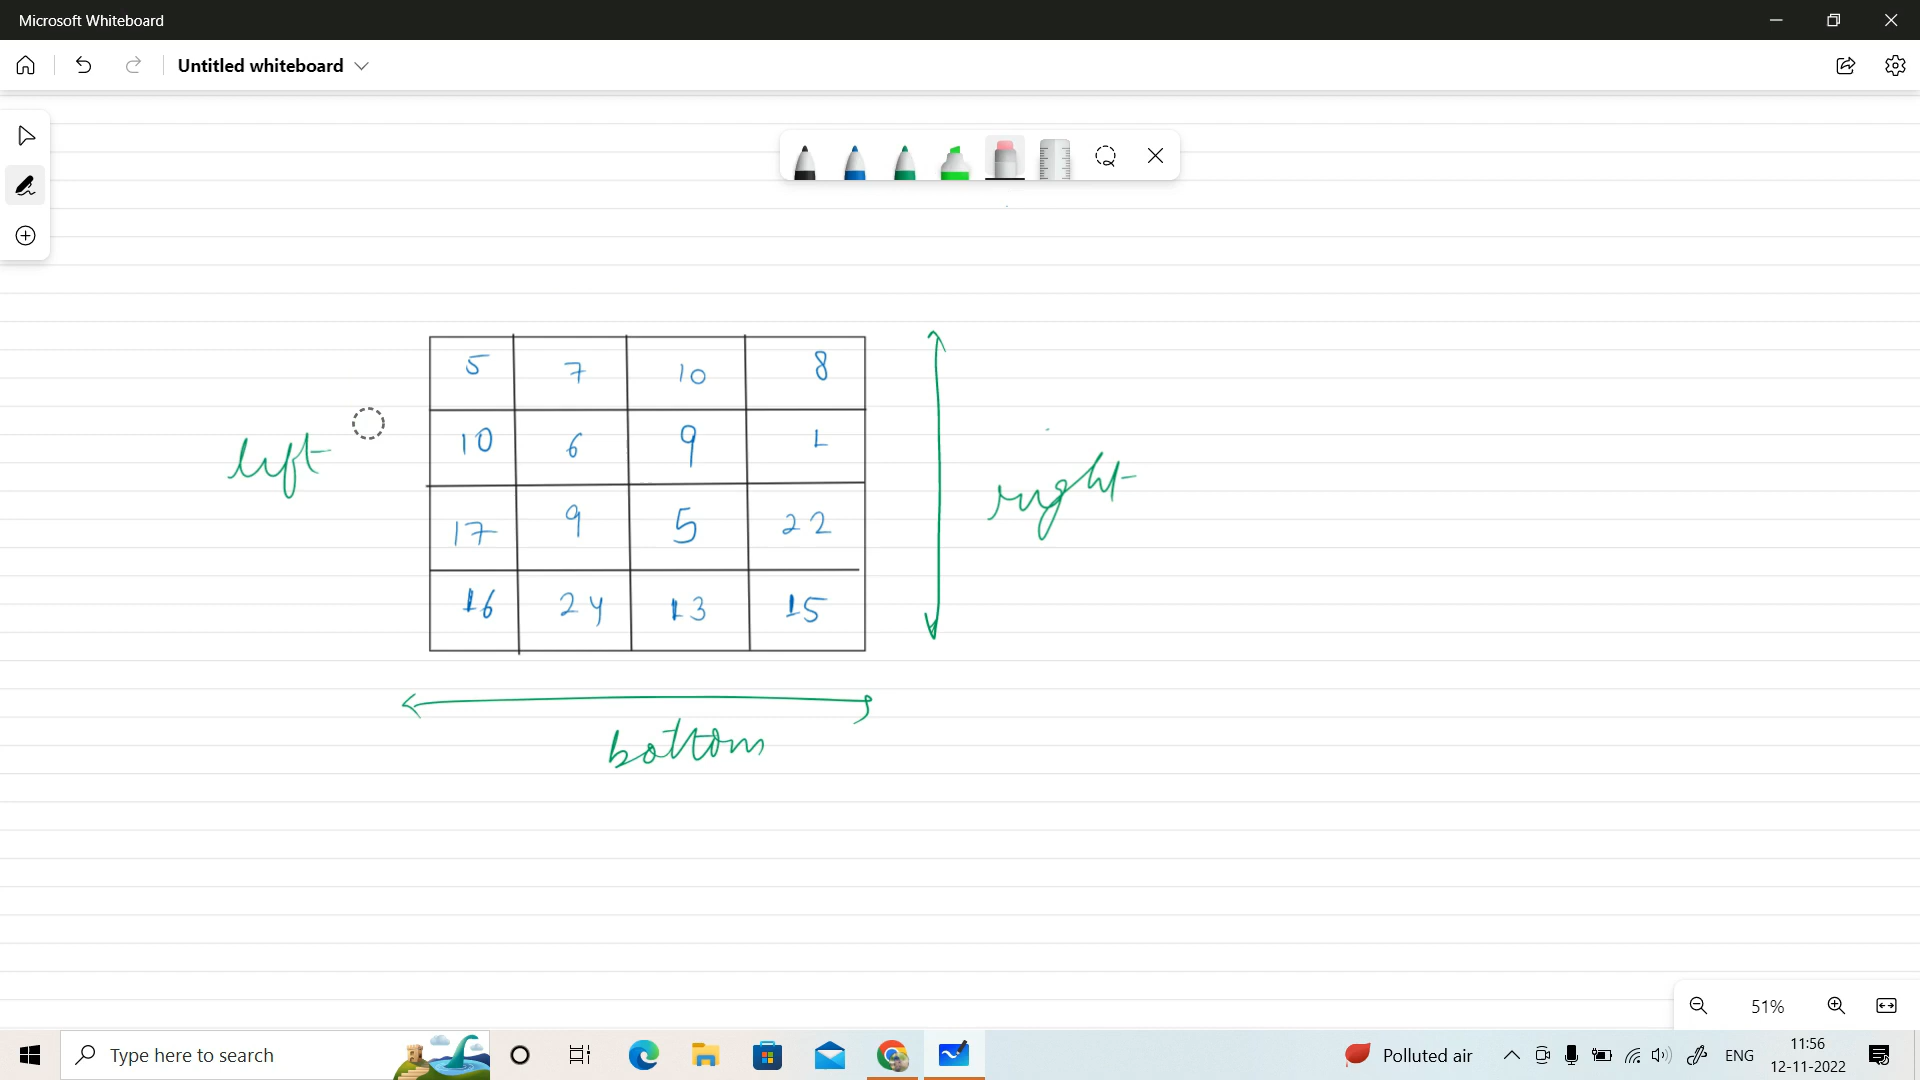 Microsoft Whiteboard
Untitled whiteboard
5 7 10 8
10 6 9 1
17 9 5 22
16 24 13 15
left
right
bottom
51%
Type here to search
Polluted air
ENG
11:56
12-11-2022